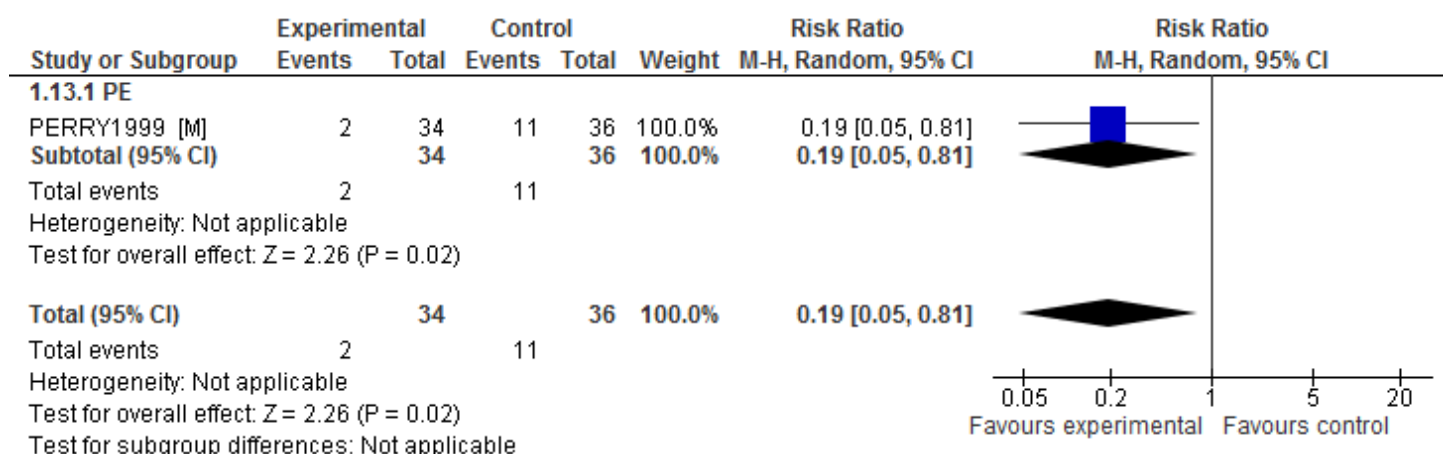 Experimental Control Risk Ratio Risk Ratio
Study or Subgroup Events Total Events Total Weight M-H, Random, 95% CI M-H, Random, 95% CI
1.13.1 PE
PERRY1999 [M] 2 34 11 36 100.0% 0.19 [0.05, 0.81]
Subtotal (95% CI) 34 36 100.0% 0.19 [0.05, 0.81]
Total events 2 11
Heterogeneity: Not applicable
Test for overall effect: Z = 2.26 (P = 0.02)
Total (95% CI) 34 36 100.0% 0.19 [0.05, 0.81]
Total events 2 11
Heterogeneity: Not applicable
Test for overall effect: Z = 2.26 (P = 0.02)
Test for subgroup differences: Not applicable
0.05 0.2 1 5 20
Favours experimental Favours control